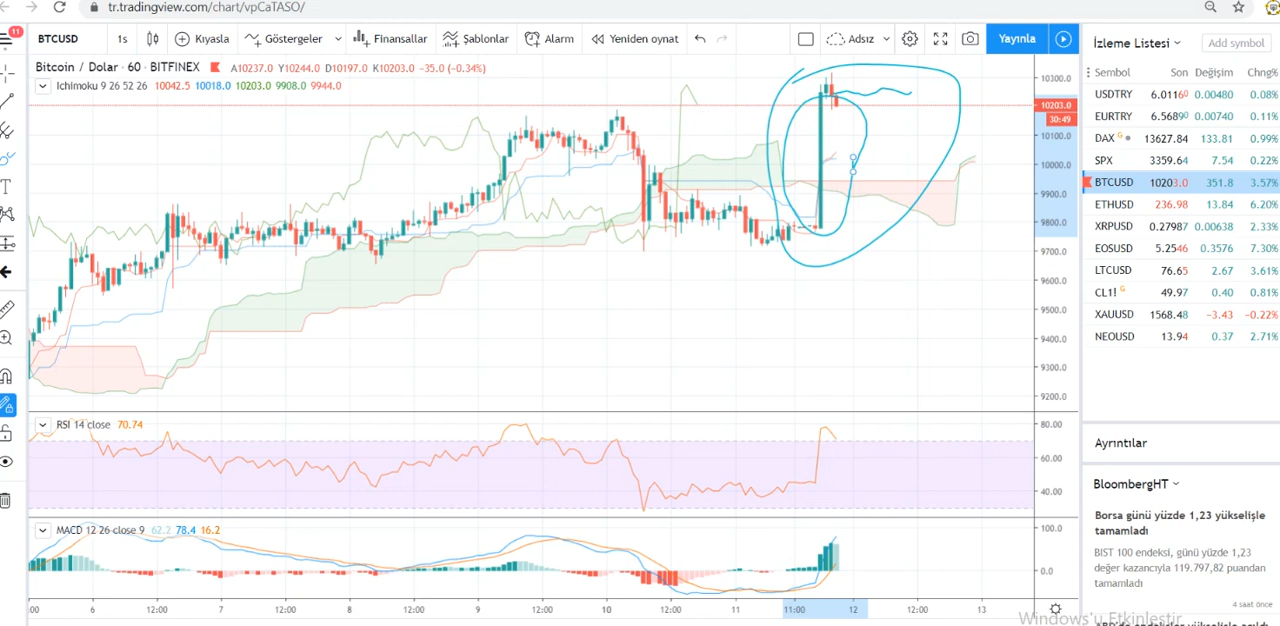 tr.tradingview.com/chart/vpCaTASO/
11
BTCUSD 1s Kıyasla Göstergeler Finansallar Şablonlar Alarm Yeniden oynat Adsız Yayınla
Bitcoin / Dolar · 60 · BITFINEX A10237.0 Y10244.0 D10197.0 K10203.0 −35.0 (−0.34%)
Ichimoku 9 26 52 26 10042.5 10018.0 10203.0 9908.0 9944.0
10300.0
10203.0
30:49
10100.0
10000.0
9900.0
9800.0
9700.0
9600.0
9500.0
9400.0
9300.0
9200.0
RSI 14 close 70.74
80.00
60.00
40.00
MACD 12 26 close 9 62.2 78.4 16.2
100.0
0.0
:00 6 12:00 7 12:00 8 12:00 9 12:00 10 12:00 11 11:00 12 12:00 13
İzleme Listesi Add symbol
Sembol Son Değişim Chng%
USDTRY 6.01160 0.00480 0.08%
EURTRY 6.56890 0.00740 0.11%
DAX G 13627.84 133.81 0.99%
SPX 3359.64 7.54 0.22%
BTCUSD 10203.0 351.8 3.57%
ETHUSD 236.98 13.84 6.20%
XRPUSD 0.27987 0.00638 2.33%
EOSUSD 5.2546 0.3576 7.30%
LTCUSD 76.65 2.67 3.61%
CL1! G 49.97 0.40 0.81%
XAUUSD 1568.48 −3.43 −0.22%
NEOUSD 13.94 0.37 2.71%
Ayrıntılar
BloombergHT
Borsa günü yüzde 1,23 yükselişle
tamamladı
BIST 100 endeksi, günü yüzde 1,23
değer kazancıyla 119.797,82 puandan
tamamladı
4 saat önce
Windows'u Etkinleştir